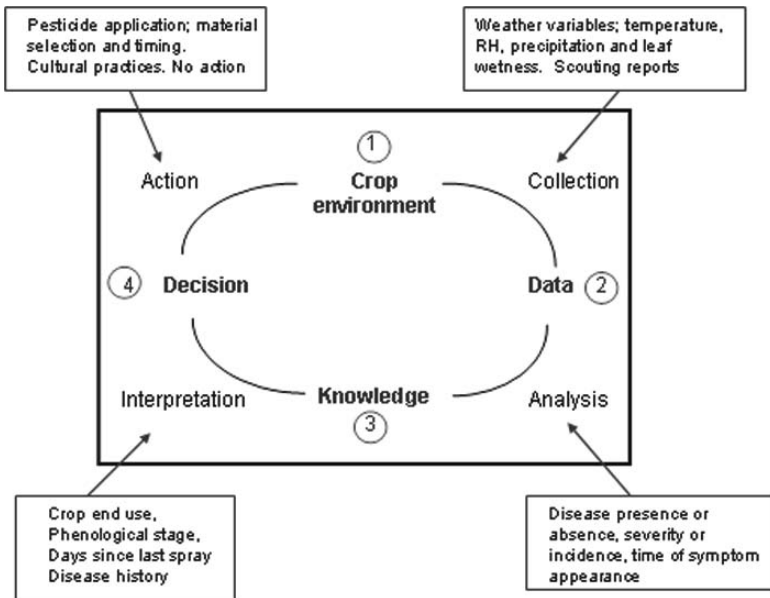 Pesticide application; material
selection and timing.
Cultural practices. No action
Weather variables; temperature,
RH, precipitation and leaf
wetness. Scouting reports
1
Action
Crop
environment
Collection
4
Decision
Data
2
Interpretation
Knowledge
3
Analysis
Crop end use,
Phenological stage,
Days since last spray
Disease history
Disease presence or
absence, severity or
incidence, time of symptom
appearance